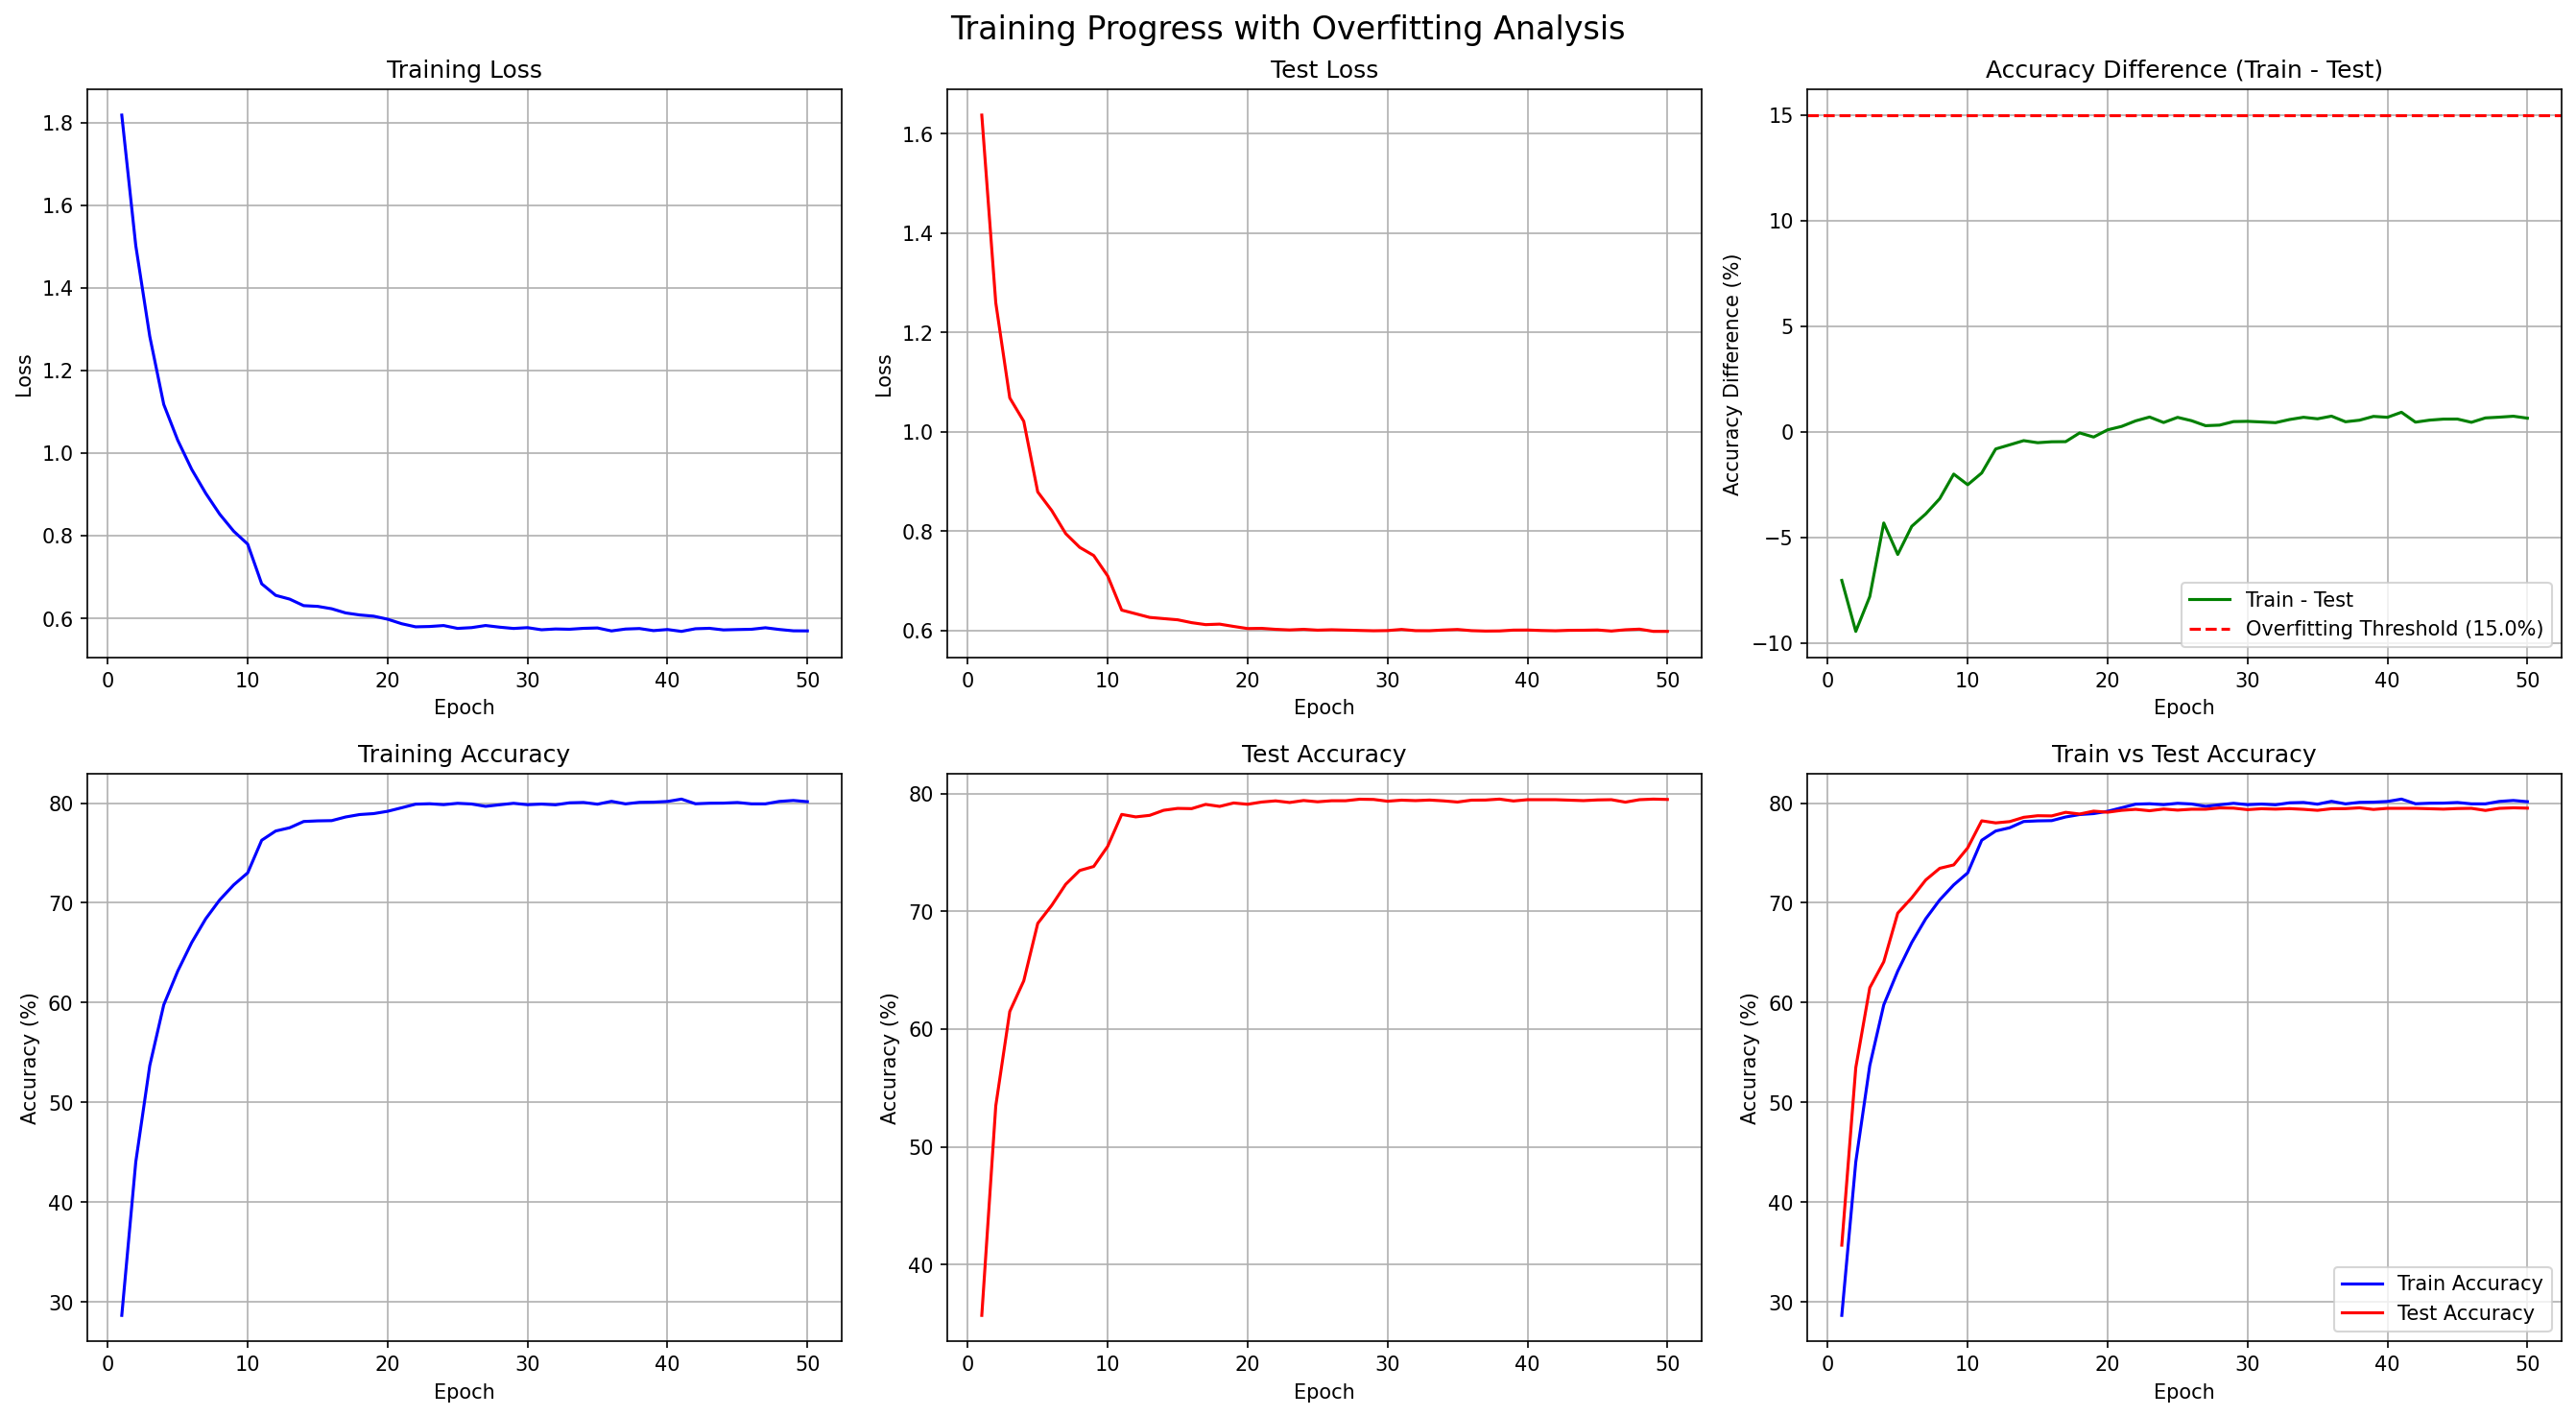 Training Progress with Overfitting Analysis
Training Loss
Loss
1.8
1.6
1.4
1.2
1.0
0.8
0.6
0 10 20 30 40 50
Epoch
Test Loss
Loss
1.6
1.4
1.2
1.0
0.8
0.6
0 10 20 30 40 50
Epoch
Accuracy Difference (Train - Test)
Accuracy Difference (%)
15
10
5
0
−5
−10
Train - Test
Overfitting Threshold (15.0%)
0 10 20 30 40 50
Epoch
Training Accuracy
Accuracy (%)
80
70
60
50
40
30
0 10 20 30 40 50
Epoch
Test Accuracy
Accuracy (%)
80
70
60
50
40
0 10 20 30 40 50
Epoch
Train vs Test Accuracy
Accuracy (%)
80
70
60
50
40
30
Train Accuracy
Test Accuracy
0 10 20 30 40 50
Epoch